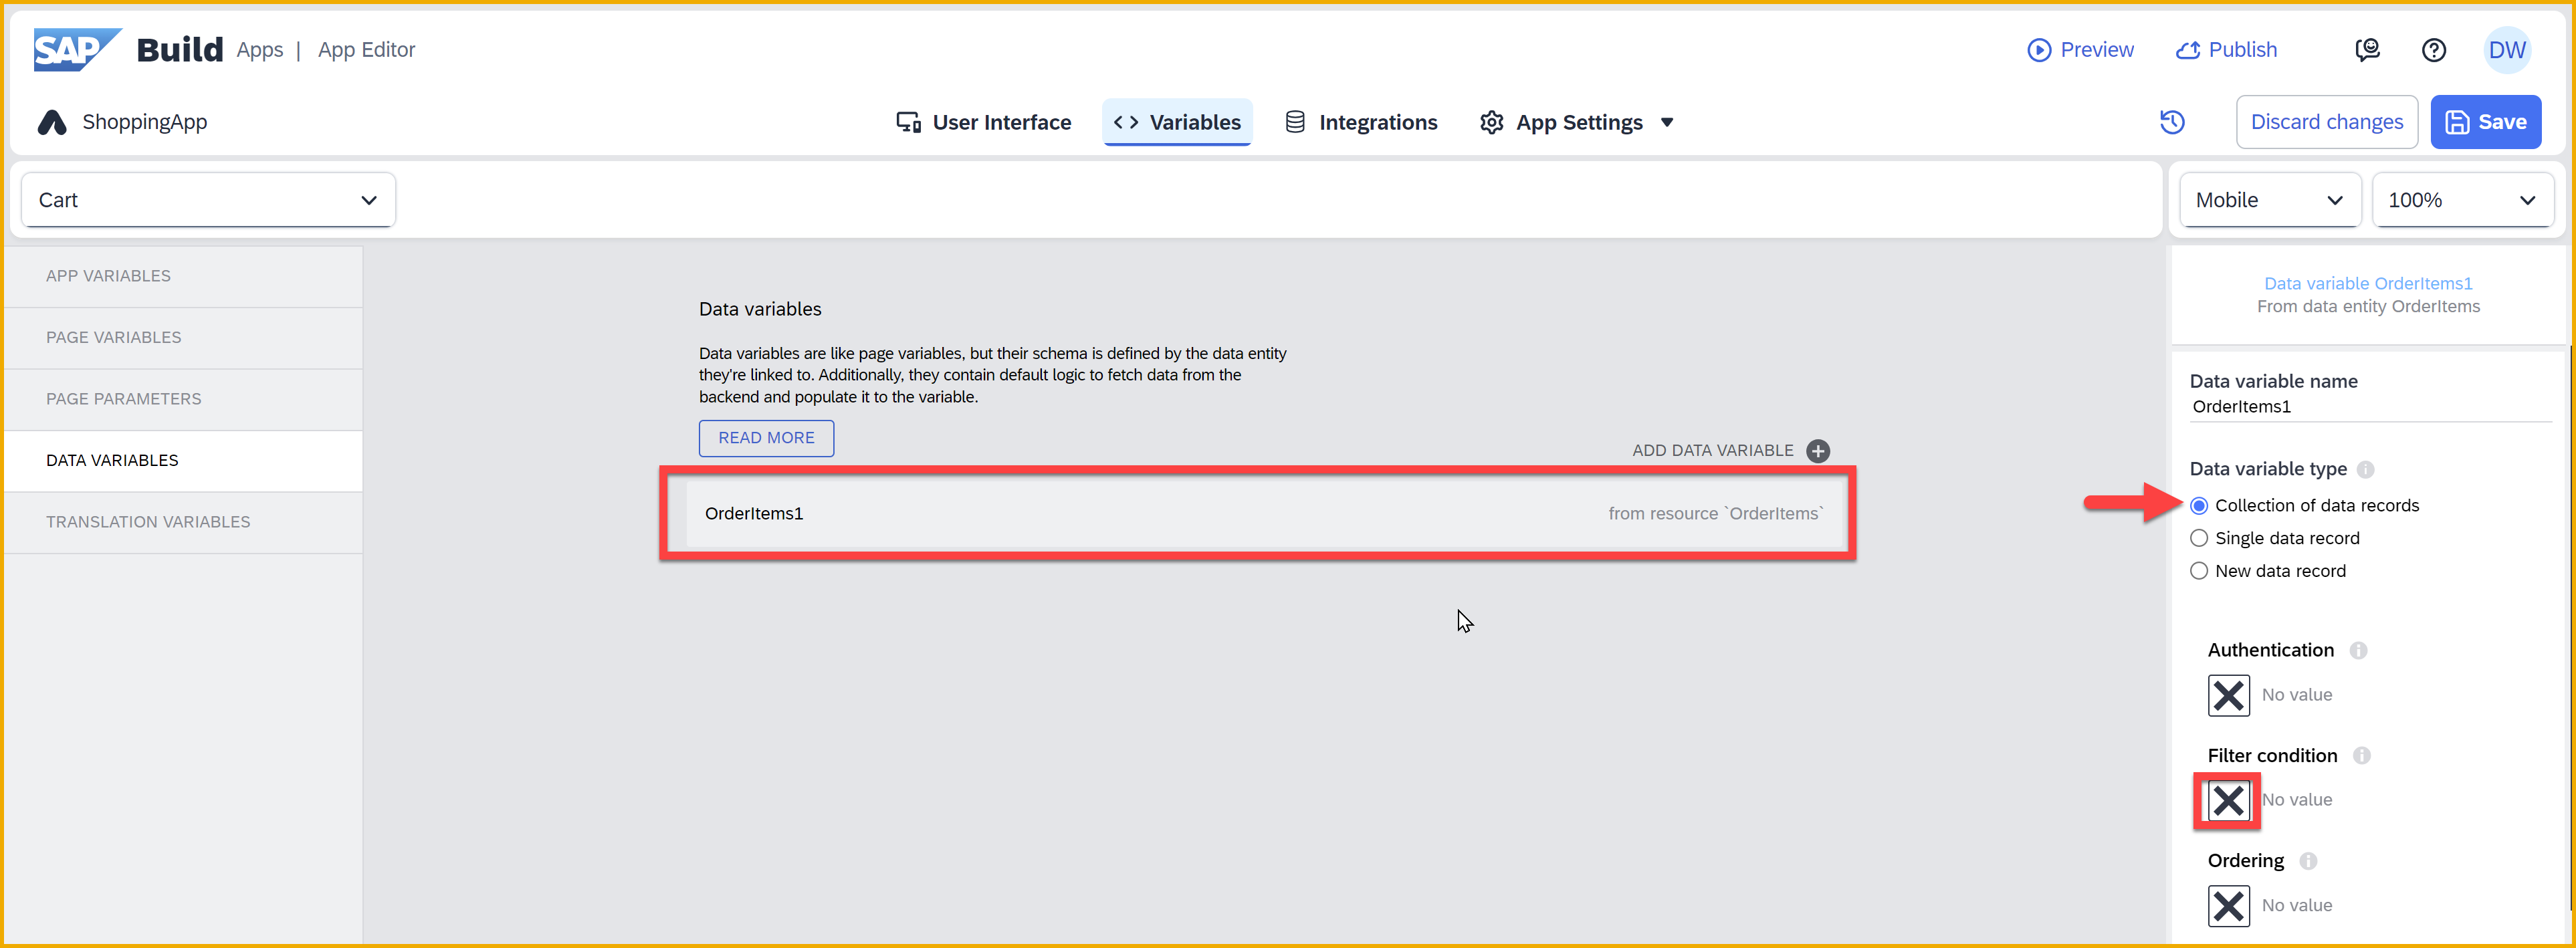 SAP Build Apps | App Editor
Preview
Publish
DW
ShoppingApp
User Interface
Variables
Integrations
App Settings
Discard changes
Save
Cart
Mobile
100%
APP VARIABLES
PAGE VARIABLES
PAGE PARAMETERS
DATA VARIABLES
TRANSLATION VARIABLES
Data variables
Data variables are like page variables, but their schema is defined by the data entity
they're linked to. Additionally, they contain default logic to fetch data from the
backend and populate it to the variable.
READ MORE
ADD DATA VARIABLE
OrderItems1
from resource `OrderItems`
Data variable OrderItems1
From data entity OrderItems
Data variable name
OrderItems1
Data variable type
Collection of data records
Single data record
New data record
Authentication
No value
Filter condition
No value
Ordering
No value